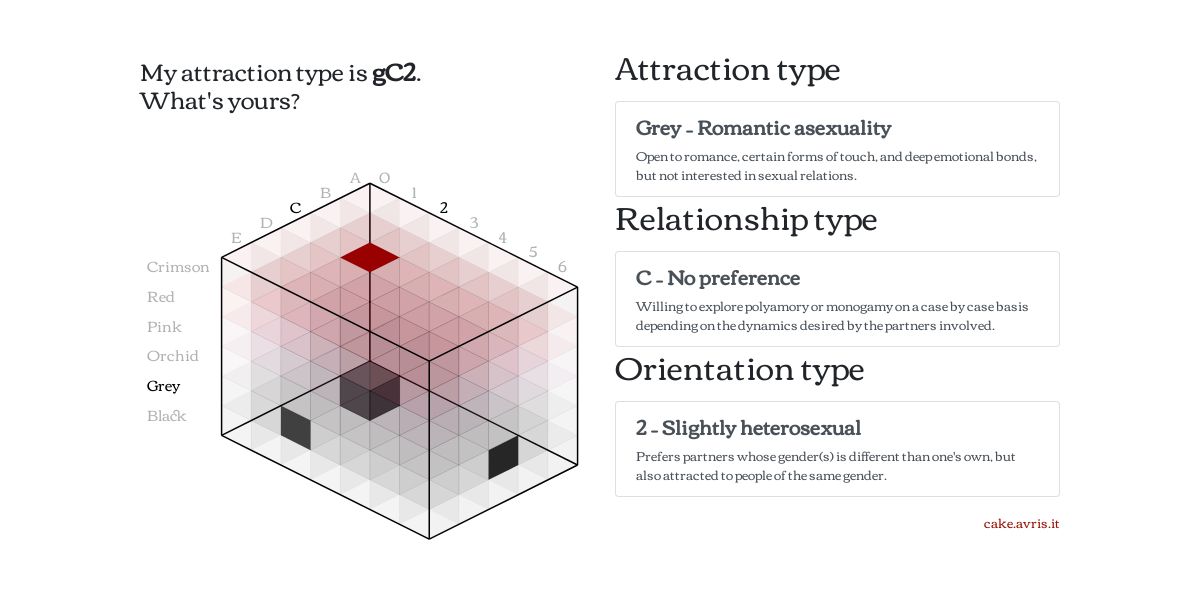 My attraction type is gC2.
What's yours?
A O
B 1
C 2
D 3
E 4
5
6
Crimson
Red
Pink
Orchid
Grey
Black
Attraction type
Grey - Romantic asexuality
Open to romance, certain forms of touch, and deep emotional bonds,
but not interested in sexual relations.
Relationship type
C - No preference
Willing to explore polyamory or monogamy on a case by case basis
depending on the dynamics desired by the partners involved.
Orientation type
2 - Slightly heterosexual
Prefers partners whose gender(s) is different than one's own, but
also attracted to people of the same gender.
cake.avris.it